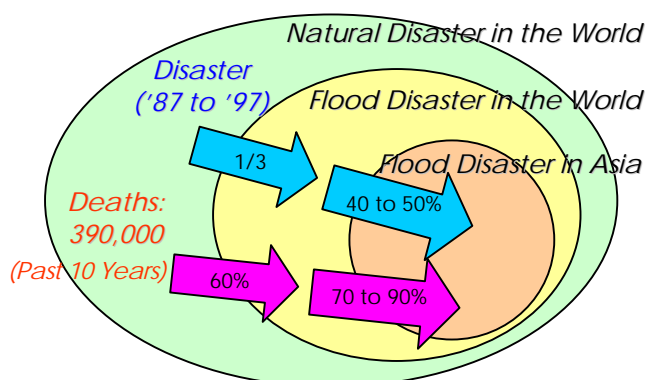 Natural Disaster in the World
Disaster
('87 to '97)
Flood Disaster in the World
1/3
Flood Disaster in Asia
40 to 50%
Deaths:
390,000
(Past 10 Years)
60%
70 to 90%